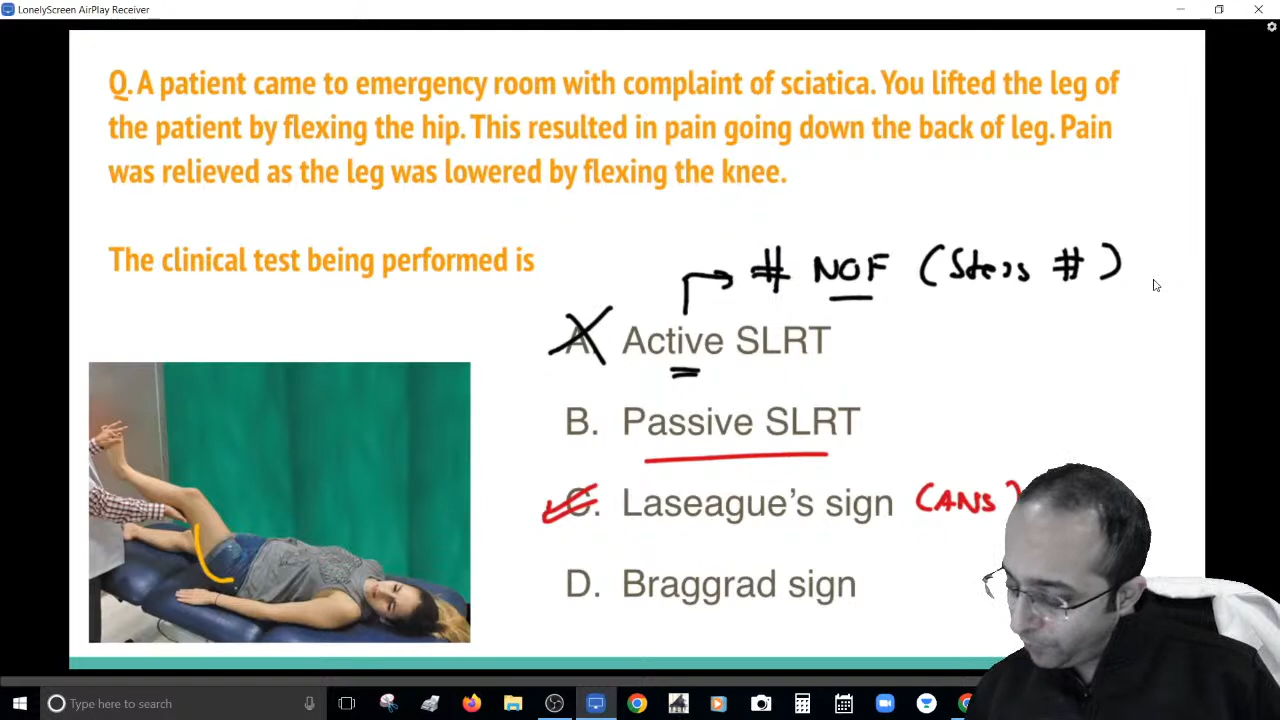 LonelyScreen AirPlay Receiver
Q. A patient came to emergency room with complaint of sciatica. You lifted the leg of
the patient by flexing the hip. This resulted in pain going down the back of leg. Pain
was relieved as the leg was lowered by flexing the knee.
The clinical test being performed is
# NOF (Stess #)
A. Active SLRT
B. Passive SLRT
C. Laseague's sign (ANS)
D. Braggrad sign
Type here to search